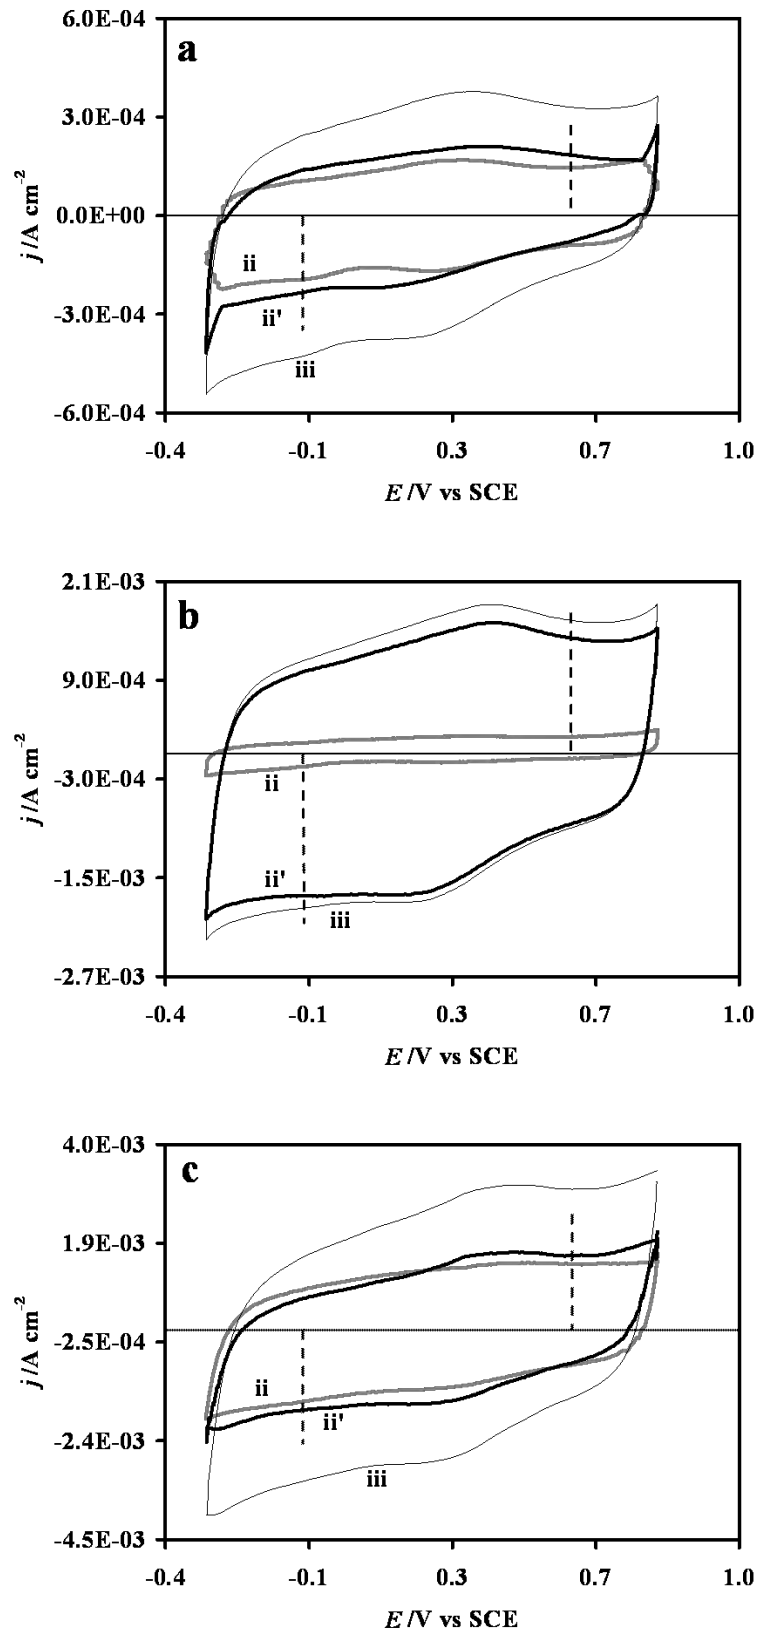 a
6.0E-04
3.0E-04
0.0E+00
-3.0E-04
-6.0E-04
j /A cm−2
ii
ii'
iii
-0.4 -0.1 0.3 0.7 1.0
E /V vs SCE
b
2.1E-03
9.0E-04
-3.0E-04
-1.5E-03
-2.7E-03
j /A cm−2
ii
ii'
iii
-0.4 -0.1 0.3 0.7 1.0
E /V vs SCE
c
4.0E-03
1.9E-03
-2.5E-04
-2.4E-03
-4.5E-03
j /A cm−2
ii
ii'
iii
-0.4 -0.1 0.3 0.7 1.0
E /V vs SCE